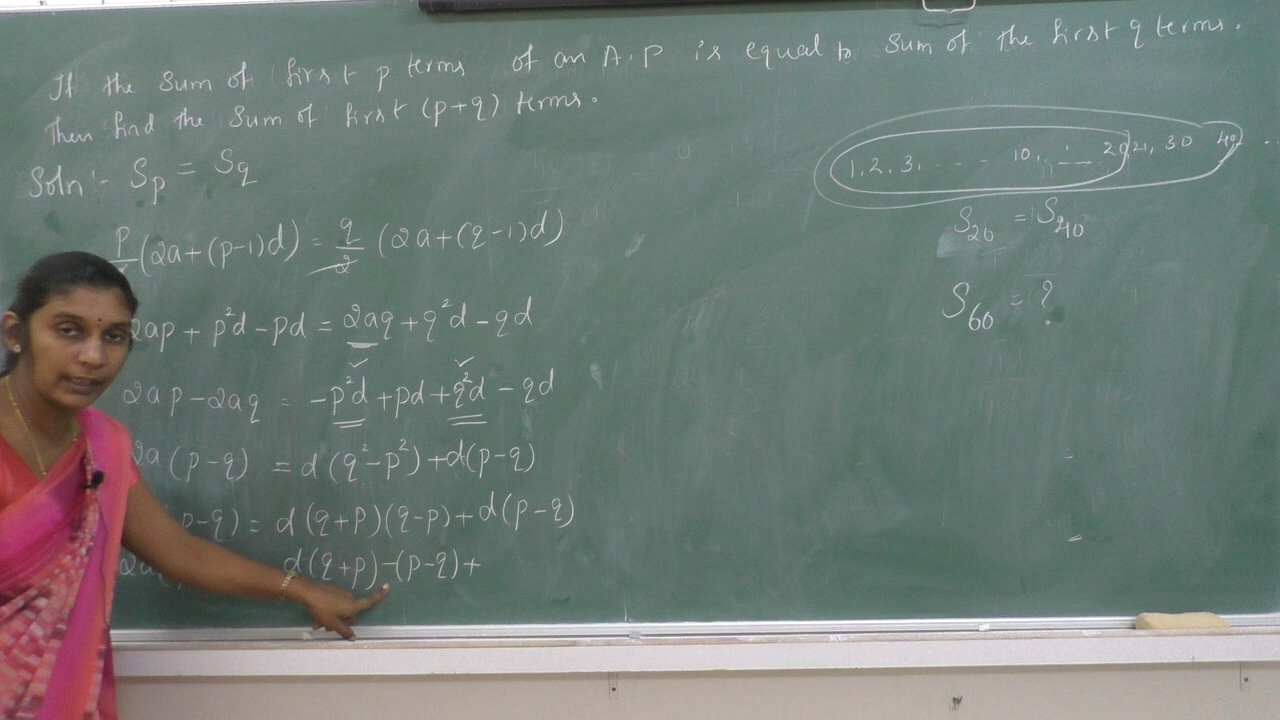 If the Sum of first p terms of an A.P is equal to Sum of the first q terms.
Then find the Sum of first (p+q) terms.
Soln:- Sp = Sq
p/ (2a+(p-1)d) = q/2 (2a+(q-1)d)
2ap + p²d - pd = 2aq + q²d - qd
2ap - 2aq = -p²d + pd + q²d - qd
2a (p-q) = d(q²-p²) + d(p-q)
p-q) = d(q+p)(q-p) + d(p-q)
2a( d(q+p) -(p-q) +
1, 2, 3, - - - - 10, 20 21, 30 40 ...
S20 = S40
S60 = ?